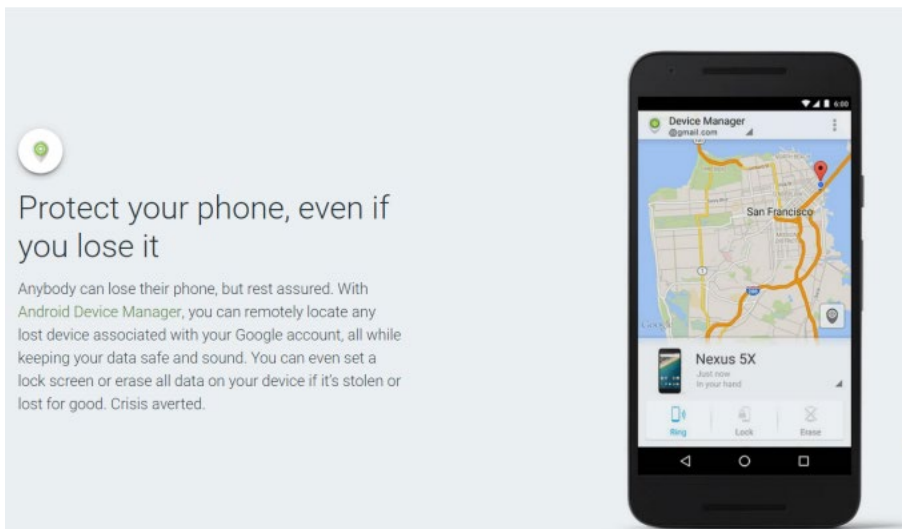 Protect your phone, even if
you lose it
Anybody can lose their phone, but rest assured. With
Android Device Manager, you can remotely locate any
lost device associated with your Google account, all while
keeping your data safe and sound. You can even set a
lock screen or erase all data on your device if it's stolen or
lost for good. Crisis averted.
6:00
Device Manager
@gmail.com
San Francisco
1
Google
Nexus 5X
Just now
In your hand
Ring Lock Erase